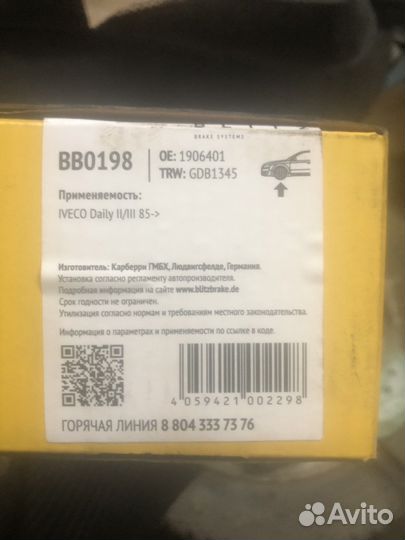 BRAKE SYSTEMS
BB0198
OE: 1906401
TRW: GDB1345
Применяемость:
IVECO Daily II/III 85->
Изготовитель: Карберри ГМБХ, Людвигсфельде, Германия.
Установка согласно регламенту автопроизводителя.
Подробная информация на сайте www.blitzbrake.de
Срок годности не ограничен.
Утилизация согласно нормам и требованиям местного законодательства.
Информация о параметрах и применяемости по ссылке в коде.
4 059421 002298
ГОРЯЧАЯ ЛИНИЯ 8 804 333 73 76
Avito